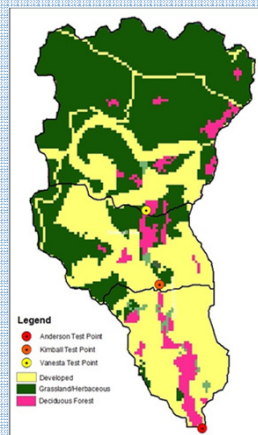 Legend
Anderson Test Point
Kimball Test Point
Vanesta Test Point
Developed
Grassland/Herbaceous
Deciduous Forest